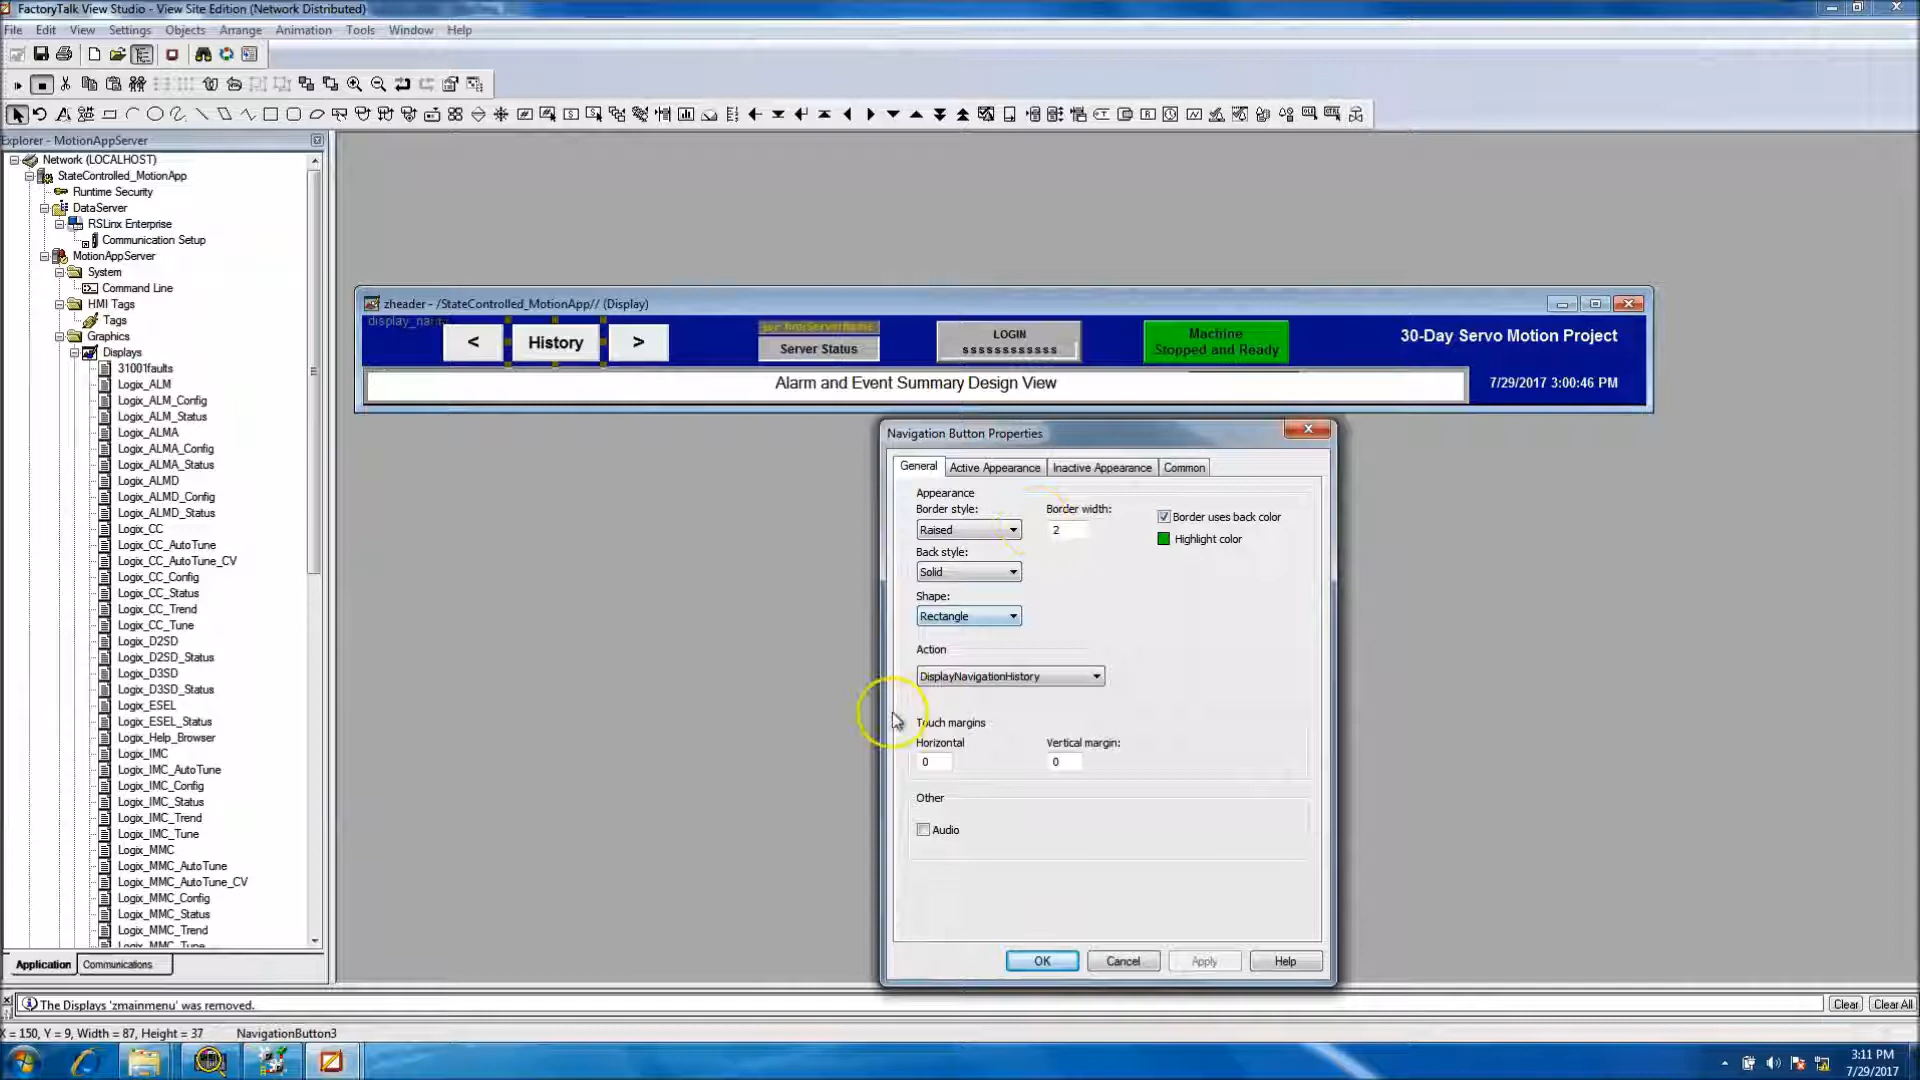 FactoryTalk View Studio - View Site Edition (Network Distributed)
File Edit View Settings Objects Arrange Animation Tools Window Help
Explorer - MotionAppServer
Network (LOCALHOST)
StateControlled_MotionApp
Runtime Security
DataServer
RSLinx Enterprise
Communication Setup
MotionAppServer
System
Command Line
HMI Tags
Tags
Graphics
Displays
31001faults
Logix_ALM
Logix_ALM_Config
Logix_ALM_Status
Logix_ALMA
Logix_ALMA_Config
Logix_ALMA_Status
Logix_ALMD
Logix_ALMD_Config
Logix_ALMD_Status
Logix_CC
Logix_CC_AutoTune
Logix_CC_AutoTune_CV
Logix_CC_Config
Logix_CC_Status
Logix_CC_Trend
Logix_CC_Tune
Logix_D2SD
Logix_D2SD_Status
Logix_D3SD
Logix_D3SD_Status
Logix_ESEL
Logix_ESEL_Status
Logix_Help_Browser
Logix_IMC
Logix_IMC_AutoTune
Logix_IMC_Config
Logix_IMC_Status
Logix_IMC_Trend
Logix_IMC_Tune
Logix_MMC
Logix_MMC_AutoTune
Logix_MMC_AutoTune_CV
Logix_MMC_Config
Logix_MMC_Status
Logix_MMC_Trend
Logix_MMC_Tune
Application Communications
zheader - /StateControlled_MotionApp// (Display)
< History >
Server Status
LOGIN
ssssssssssss
Machine
Stopped and Ready
30-Day Servo Motion Project
Alarm and Event Summary Design View
7/29/2017 3:00:46 PM
Navigation Button Properties
General Active Appearance Inactive Appearance Common
Appearance
Border style: Border width:
Raised 2
Border uses back color
Highlight color
Back style:
Solid
Shape:
Rectangle
Action
DisplayNavigationHistory
Touch margins
Horizontal Vertical margin:
0 0
Other
Audio
OK Cancel Apply Help
The Displays 'zmainmenu' was removed.
Clear Clear All
X = 150, Y = 9, Width = 87, Height = 37 NavigationButton3
3:11 PM
7/29/2017